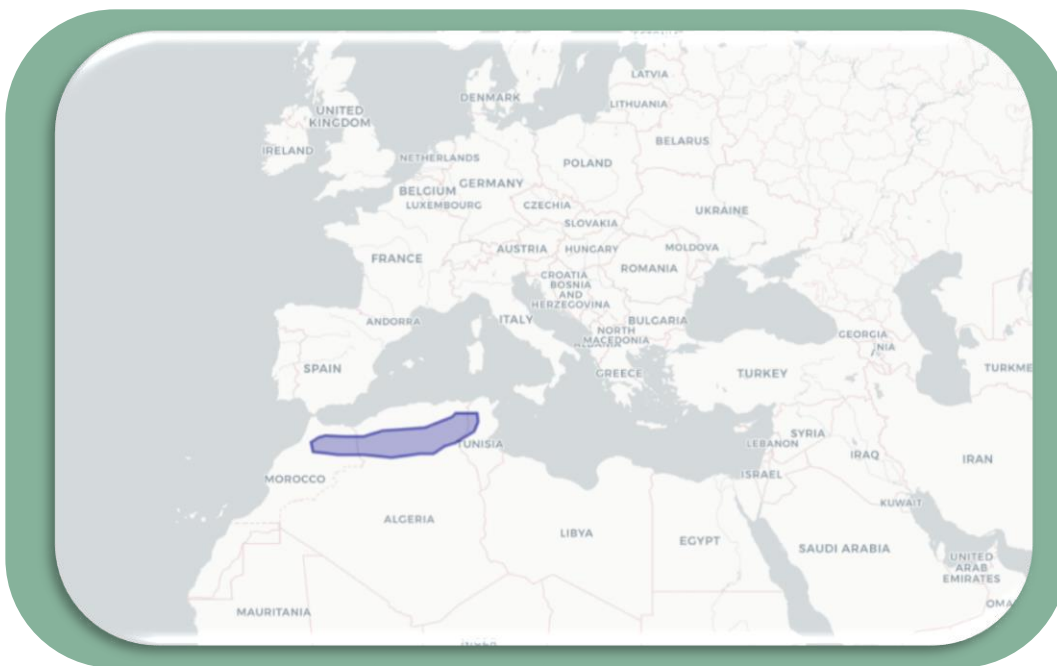 LATVIA
DENMARK
LITHUANIA
UNITED
KINGDOM
BELARUS
IRELAND
NETHERLANDS
POLAND
GERMANY
BELGIUM
LUXEMBOURG
CZECHIA
UKRAINE
SLOVAKIA
AUSTRIA
HUNGARY
MOLDOVA
FRANCE
ROMANIA
CROATIA
BOSNIA
AND
HERZEGOVINA
ANDORRA
ITALY
BULGARIA
NORTH
MACEDONIA
GEORGIA
NIA
SPAIN
GREECE
TURKEY
TURKME
TUNISIA
LEBANON
SYRIA
IRAQ
IRAN
MOROCCO
ISRAEL
KUWAIT
ALGERIA
LIBYA
EGYPT
SAUDI ARABIA
UNITED
ARAB
EMIRATES
OMA
MAURITANIA